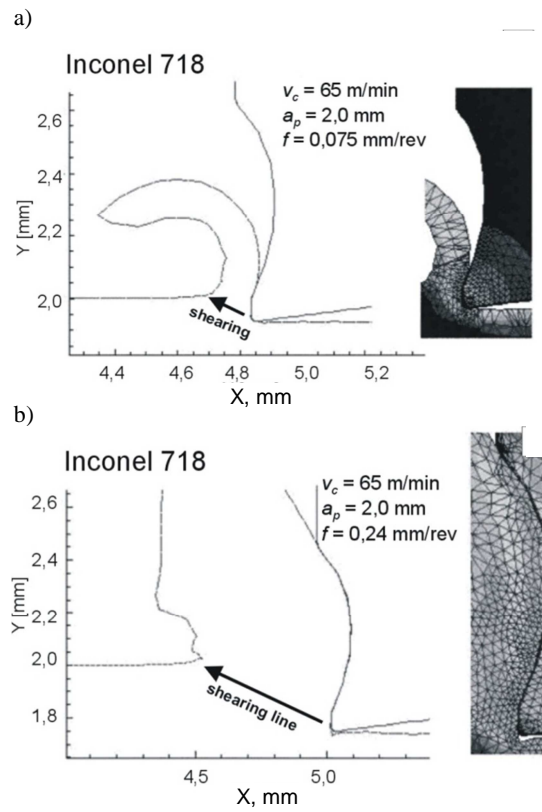 a)
Inconel 718
v_c = 65 m/min
a_p = 2,0 mm
f = 0,075 mm/rev
2,6
2,4
2,2
2,0
Y [mm]
shearing
4,4 4,6 4,8 5,0 5,2
X, mm
b)
Inconel 718
v_c = 65 m/min
a_p = 2,0 mm
f = 0,24 mm/rev
2,6
2,4
2,2
2,0
1,8
Y [mm]
shearing line
4,5 5,0
X, mm